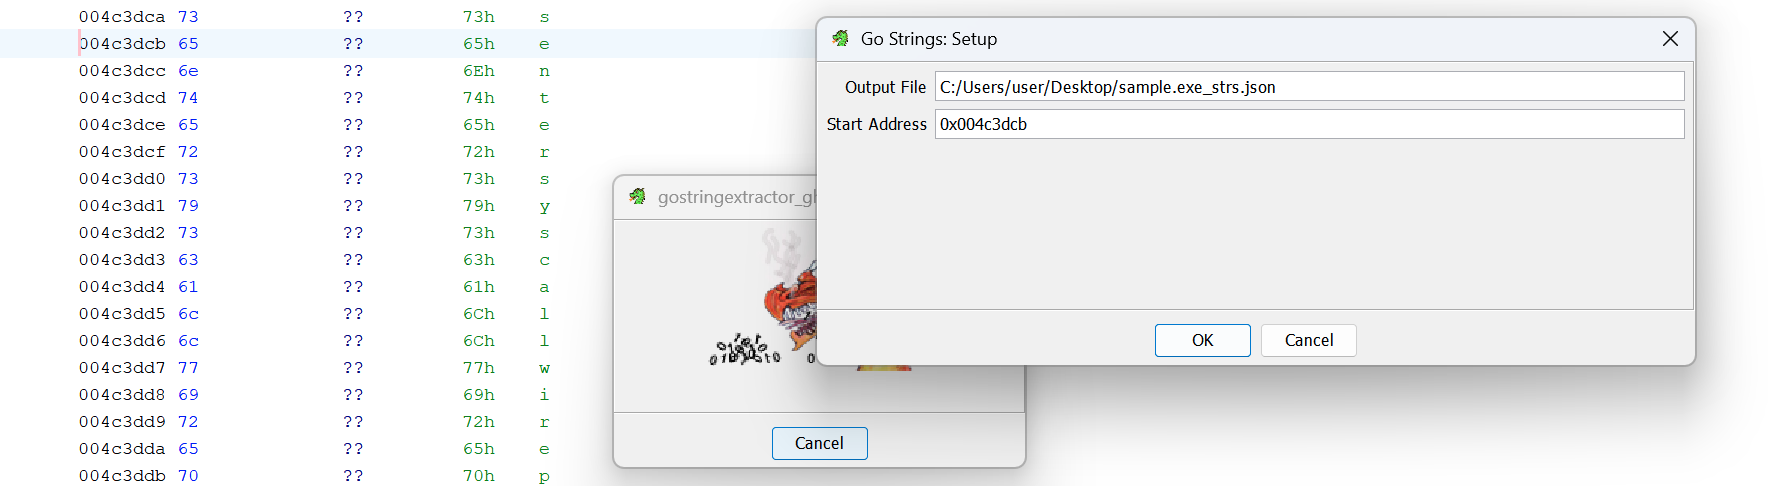 004c3dca 73 ?? 73h s
004c3dcb 65 ?? 65h e
004c3dcc 6e ?? 6Eh n
004c3dcd 74 ?? 74h t
004c3dce 65 ?? 65h e
004c3dcf 72 ?? 72h r
004c3dd0 73 ?? 73h s
004c3dd1 79 ?? 79h y
004c3dd2 73 ?? 73h s
004c3dd3 63 ?? 63h c
004c3dd4 61 ?? 61h a
004c3dd5 6c ?? 6Ch l
004c3dd6 6c ?? 6Ch l
004c3dd7 77 ?? 77h w
004c3dd8 69 ?? 69h i
004c3dd9 72 ?? 72h r
004c3dda 65 ?? 65h e
004c3ddb 70 ?? 70h p
gostringextractor_gh
Cancel
Go Strings: Setup
Output File C:/Users/user/Desktop/sample.exe_strs.json
Start Address 0x004c3dcb
OK Cancel